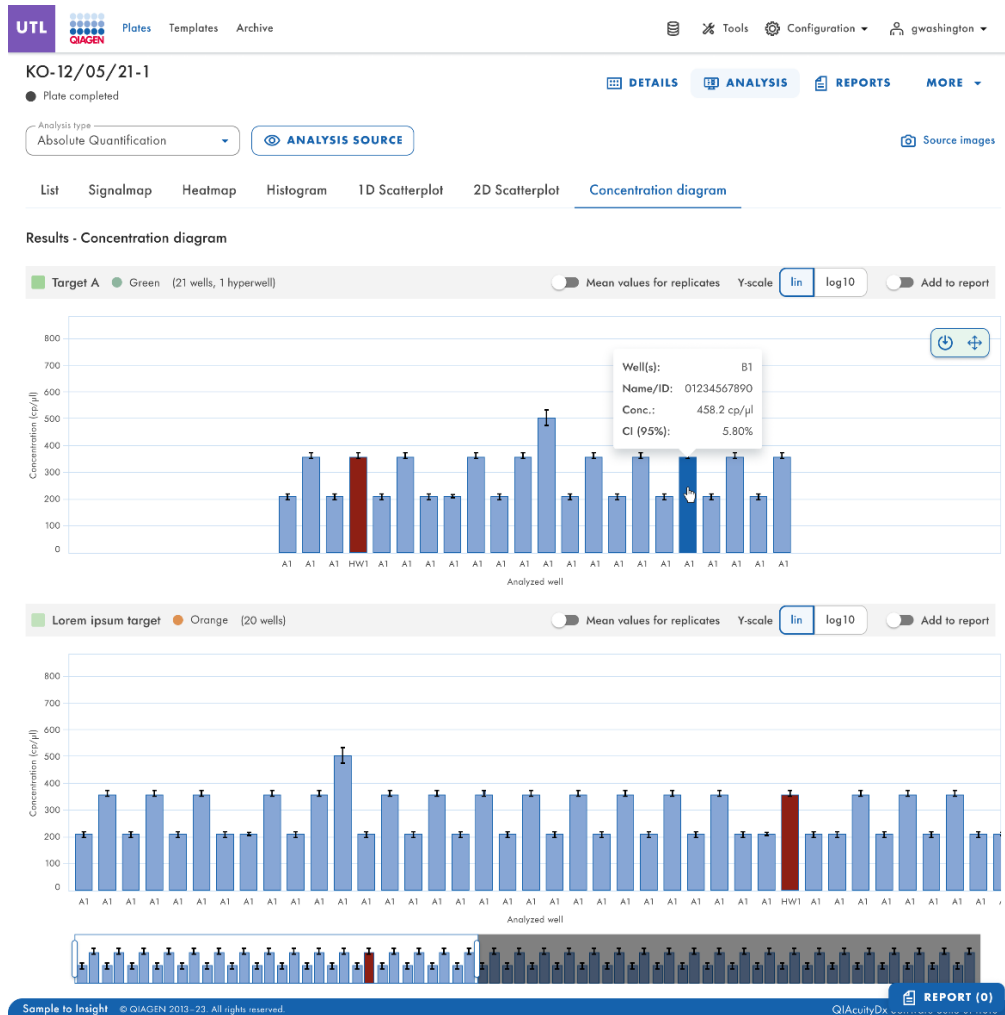 UTL
QIAGEN
Plates Templates Archive
Tools Configuration gwashington
KO-12/05/21-1
Plate completed
DETAILS ANALYSIS REPORTS MORE
Analysis type
Absolute Quantification
ANALYSIS SOURCE
Source images
List Signalmap Heatmap Histogram 1D Scatterplot 2D Scatterplot Concentration diagram
Results - Concentration diagram
Target A Green (21 wells, 1 hyperwell) Mean values for replicates Y-scale lin log10 Add to report
Concentration (cp/µl)
800
700
600
500
400
300
200
100
0
Well(s): B1
Name/ID: 01234567890
Conc.: 458.2 cp/µl
CI (95%): 5.80%
A1 A1 A1 HW1 A1 A1 A1 A1 A1 A1 A1 A1 A1 A1 A1 A1 A1 A1 A1 A1 A1 A1
Analyzed well
Lorem ipsum target Orange (20 wells) Mean values for replicates Y-scale lin log10 Add to report
Concentration (cp/µl)
800
700
600
500
400
300
200
100
0
A1 A1 A1 A1 A1 A1 A1 A1 A1 A1 A1 A1 A1 A1 A1 A1 A1 A1 A1 A1 A1 A1 A1 A1 A1 A1 A1 A1 A1 A1 HW1 A1 A1 A1 A1 A1 A1 A1 A1
Analyzed well
Sample to Insight © QIAGEN 2013–23. All rights reserved.
QIAcuityDx
REPORT (0)